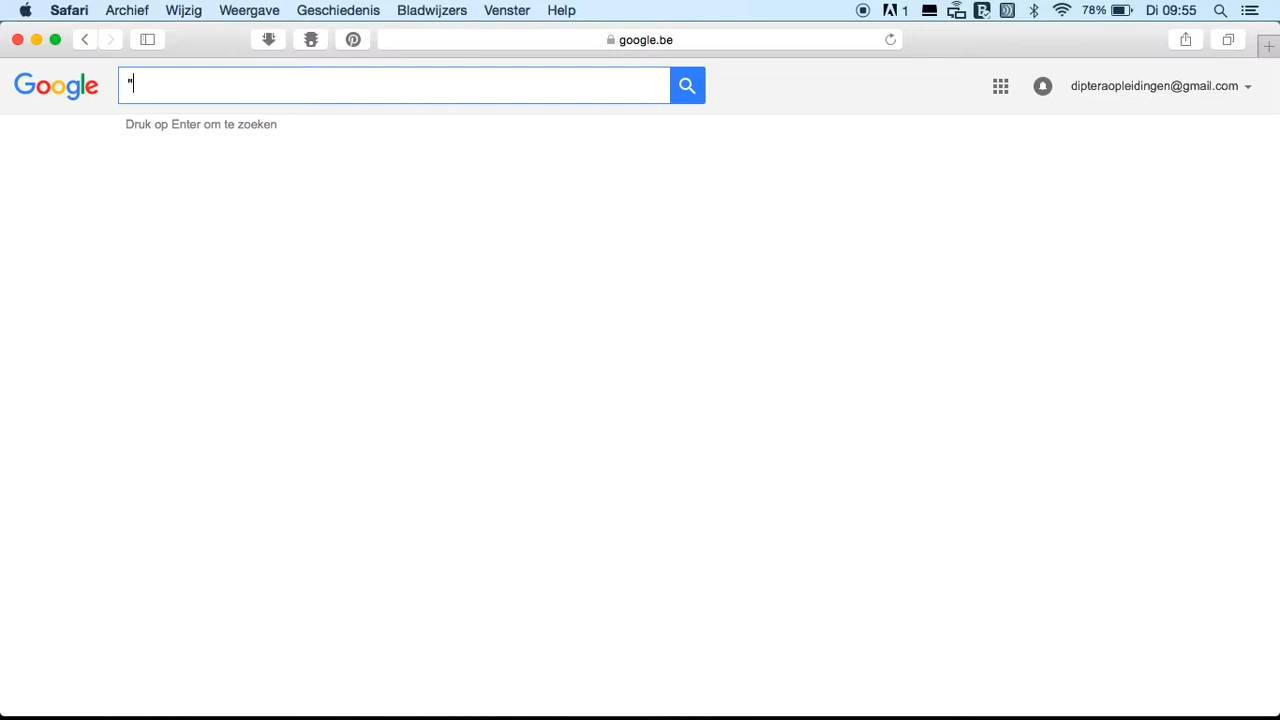 Safari Archief Wijzig Weergave Geschiedenis Bladwijzers Venster Help 1 78% Di 09:55
google.be
Google " dipteraopleidingen@gmail.com
Druk op Enter om te zoeken